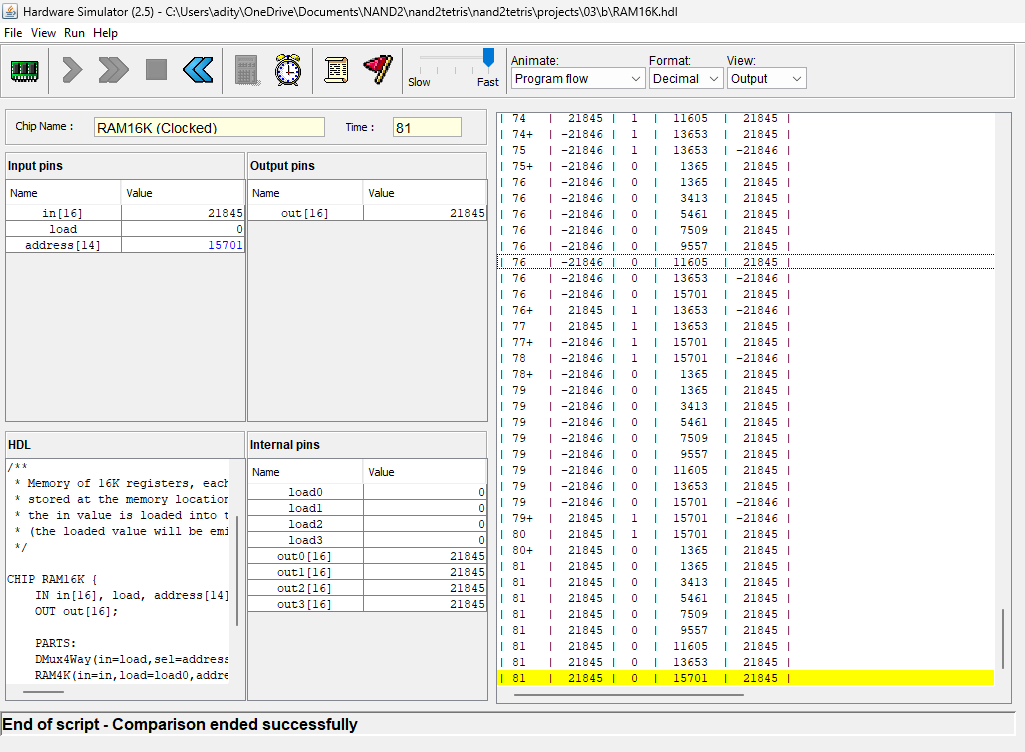 Hardware Simulator (2.5) - C:\Users\adity\OneDrive\Documents\NAND2\nand2tetris\nand2tetris\projects\03\b\RAM16K.hdl
File View Run Help
Slow Fast
Animate: Format: View:
Program flow Decimal Output
Chip Name : RAM16K (Clocked) Time : 81
Input pins
Name Value
in[16] 21845
load 0
address[14] 15701
Output pins
Name Value
out[16] 21845
HDL
/**
* Memory of 16K registers, each
* stored at the memory location
* the in value is loaded into t
* (the loaded value will be emi
*/
CHIP RAM16K {
IN in[16], load, address[14]
OUT out[16];
PARTS:
DMux4Way(in=load,sel=address
RAM4K(in=in,load=load0,addre
Internal pins
Name Value
load0 0
load1 0
load2 0
load3 0
out0[16] 21845
out1[16] 21845
out2[16] 21845
out3[16] 21845
| 74 | 21845 | 1 | 11605 | 21845 |
| 74+ | -21846 | 1 | 13653 | 21845 |
| 75 | -21846 | 1 | 13653 | -21846 |
| 75+ | -21846 | 0 | 1365 | 21845 |
| 76 | -21846 | 0 | 1365 | 21845 |
| 76 | -21846 | 0 | 3413 | 21845 |
| 76 | -21846 | 0 | 5461 | 21845 |
| 76 | -21846 | 0 | 7509 | 21845 |
| 76 | -21846 | 0 | 9557 | 21845 |
| 76 | -21846 | 0 | 11605 | 21845 |
| 76 | -21846 | 0 | 13653 | -21846 |
| 76 | -21846 | 0 | 15701 | 21845 |
| 76+ | 21845 | 1 | 13653 | -21846 |
| 77 | 21845 | 1 | 13653 | 21845 |
| 77+ | -21846 | 1 | 15701 | 21845 |
| 78 | -21846 | 1 | 15701 | -21846 |
| 78+ | -21846 | 0 | 1365 | 21845 |
| 79 | -21846 | 0 | 1365 | 21845 |
| 79 | -21846 | 0 | 3413 | 21845 |
| 79 | -21846 | 0 | 5461 | 21845 |
| 79 | -21846 | 0 | 7509 | 21845 |
| 79 | -21846 | 0 | 9557 | 21845 |
| 79 | -21846 | 0 | 11605 | 21845 |
| 79 | -21846 | 0 | 13653 | 21845 |
| 79 | -21846 | 0 | 15701 | -21846 |
| 79+ | 21845 | 1 | 15701 | -21846 |
| 80 | 21845 | 1 | 15701 | 21845 |
| 80+ | 21845 | 0 | 1365 | 21845 |
| 81 | 21845 | 0 | 1365 | 21845 |
| 81 | 21845 | 0 | 3413 | 21845 |
| 81 | 21845 | 0 | 5461 | 21845 |
| 81 | 21845 | 0 | 7509 | 21845 |
| 81 | 21845 | 0 | 9557 | 21845 |
| 81 | 21845 | 0 | 11605 | 21845 |
| 81 | 21845 | 0 | 13653 | 21845 |
| 81 | 21845 | 0 | 15701 | 21845 |
End of script - Comparison ended successfully